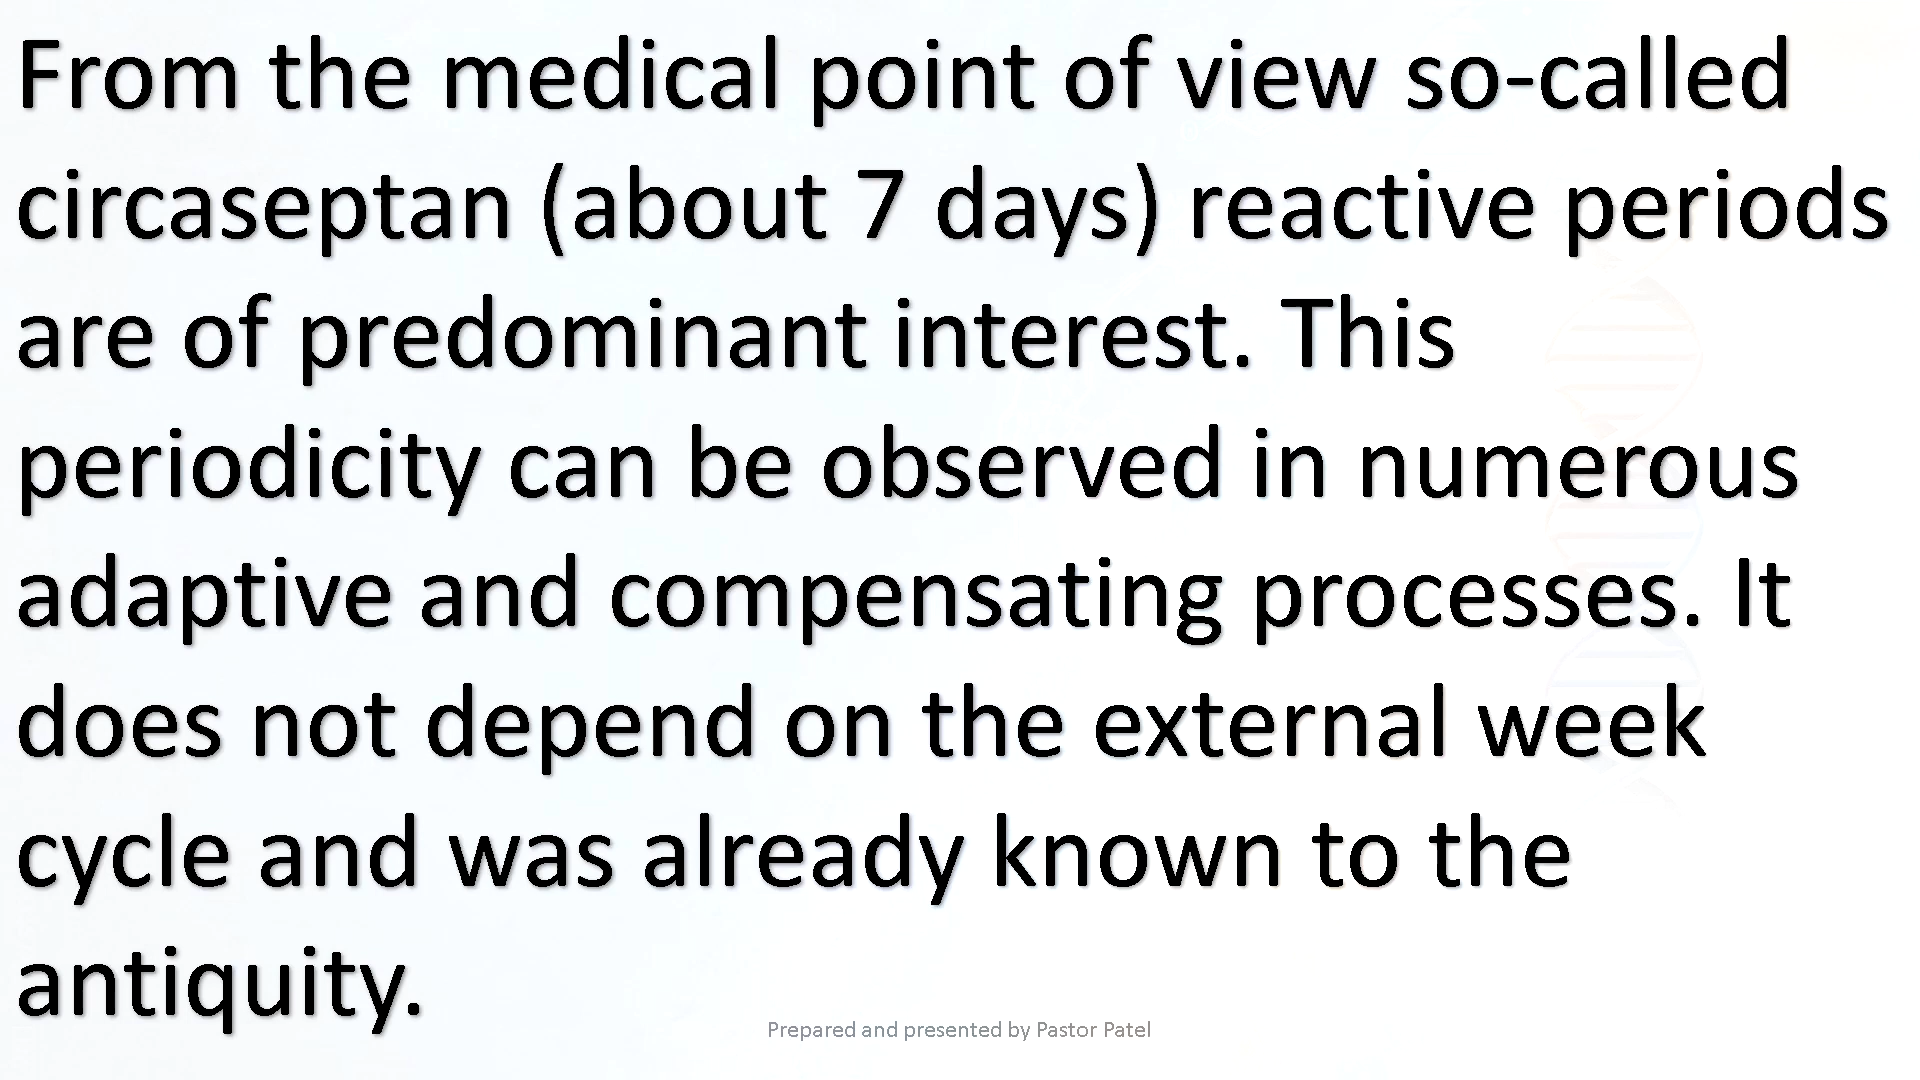 From the medical point of view so-called
circaseptan (about 7 days) reactive periods
are of predominant interest. This
periodicity can be observed in numerous
adaptive and compensating processes. It
does not depend on the external week
cycle and was already known to the
antiquity.
Prepared and presented by Pastor Patel